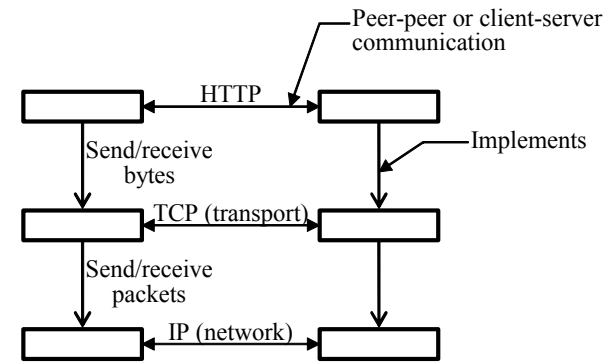 Peer-peer or client-server
communication
HTTP
Implements
Send/receive
bytes
TCP (transport)
Send/receive
packets
IP (network)